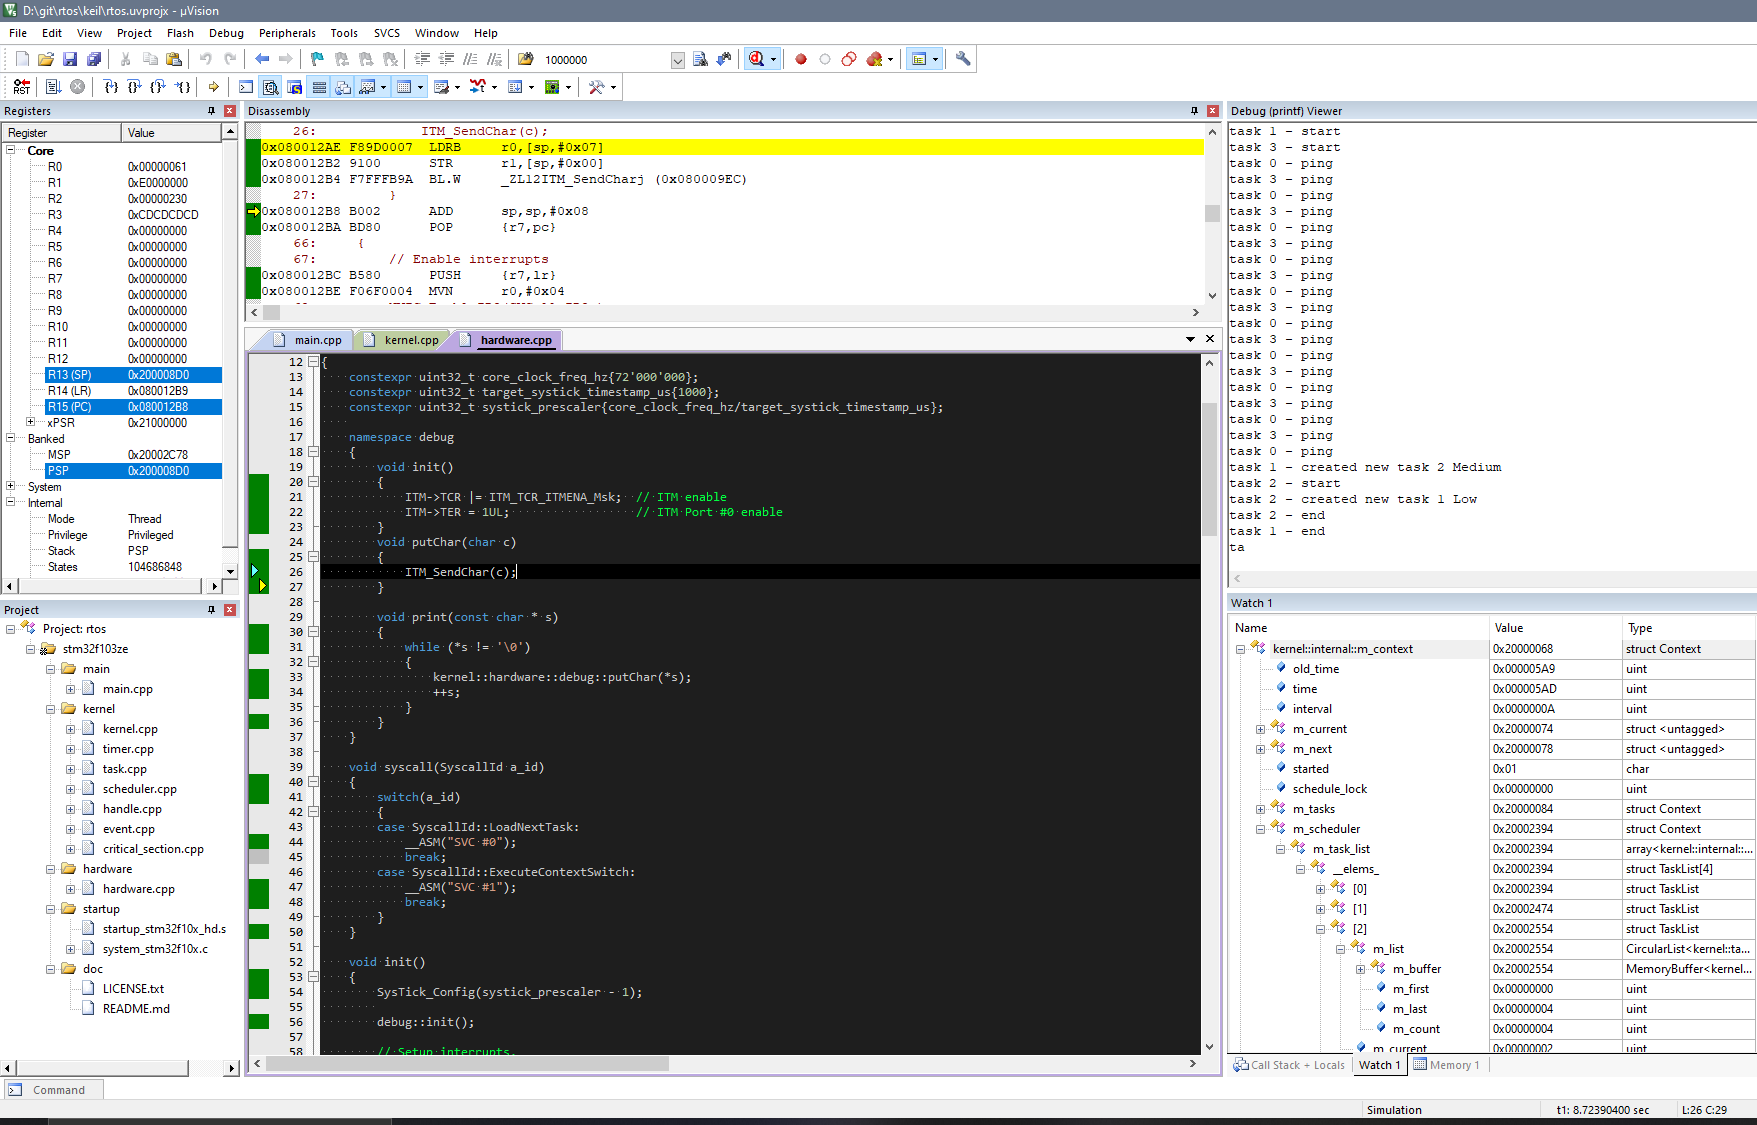 D:\git\rtos\keil\rtos.uvprojx - µVision
File Edit View Project Flash Debug Peripherals Tools SVCS Window Help
1000000
RST
Registers
Register Value
Core
R0 0x00000061
R1 0xE0000000
R2 0x00000230
R3 0xCDCDCDCD
R4 0x00000000
R5 0x00000000
R6 0x00000000
R7 0x00000000
R8 0x00000000
R9 0x00000000
R10 0x00000000
R11 0x00000000
R12 0x00000000
R13 (SP) 0x200008D0
R14 (LR) 0x080012B9
R15 (PC) 0x080012B8
xPSR 0x21000000
Banked
MSP 0x20002C78
PSP 0x200008D0
System
Internal
Mode Thread
Privilege Privileged
Stack PSP
States 104686848
Project
Project: rtos
stm32f103ze
main
main.cpp
kernel
kernel.cpp
timer.cpp
task.cpp
scheduler.cpp
handle.cpp
event.cpp
critical_section.cpp
hardware
hardware.cpp
startup
startup_stm32f10x_hd.s
system_stm32f10x.c
doc
LICENSE.txt
README.md
Command
Disassembly
26: ITM_SendChar(c);
0x080012AE F89D0007 LDRB r0,[sp,#0x07]
0x080012B2 9100 STR r1,[sp,#0x00]
0x080012B4 F7FFFB9A BL.W _ZL12ITM_SendCharj (0x080009EC)
27: }
0x080012B8 B002 ADD sp,sp,#0x08
0x080012BA BD80 POP {r7,pc}
66: {
67: // Enable interrupts
0x080012BC B580 PUSH {r7,lr}
0x080012BE F06F0004 MVN r0,#0x04
main.cpp kernel.cpp hardware.cpp
12 {
13 constexpr uint32_t core_clock_freq_hz{72'000'000};
14 constexpr uint32_t target_systick_timestamp_us{1000};
15 constexpr uint32_t systick_prescaler{core_clock_freq_hz/target_systick_timestamp_us};
16
17 namespace debug
18 {
19 void init()
20 {
21 ITM->TCR |= ITM_TCR_ITMENA_Msk; // ITM enable
22 ITM->TER = 1UL; // ITM Port #0 enable
23 }
24 void putChar(char c)
25 {
26 ITM_SendChar(c);
27 }
28
29 void print(const char * s)
30 {
31 while (*s != '\0')
32 {
33 kernel::hardware::debug::putChar(*s);
34 ++s;
35 }
36 }
37 }
38
39 void syscall(SyscallId a_id)
40 {
41 switch(a_id)
42 {
43 case SyscallId::LoadNextTask:
44 __ASM("SVC #0");
45 break;
46 case SyscallId::ExecuteContextSwitch:
47 __ASM("SVC #1");
48 break;
49 }
50 }
51
52 void init()
53 {
54 SysTick_Config(systick_prescaler - 1);
55
56 debug::init();
57
58 // Setup interrupts.
Debug (printf) Viewer
task 1 - start
task 3 - start
task 0 - ping
task 3 - ping
task 0 - ping
task 3 - ping
task 0 - ping
task 3 - ping
task 0 - ping
task 3 - ping
task 0 - ping
task 3 - ping
task 0 - ping
task 3 - ping
task 0 - ping
task 3 - ping
task 0 - ping
task 3 - ping
task 0 - ping
task 3 - ping
task 0 - ping
task 1 - created new task 2 Medium
task 2 - start
task 2 - created new task 1 Low
task 2 - end
task 1 - end
ta
Watch 1
Name Value Type
kernel::internal::m_context 0x20000068 struct Context
old_time 0x000005A9 uint
time 0x000005AD uint
interval 0x0000000A uint
m_current 0x20000074 struct <untagged>
m_next 0x20000078 struct <untagged>
started 0x01 char
schedule_lock 0x00000000 uint
m_tasks 0x20000084 struct Context
m_scheduler 0x20002394 struct Context
m_task_list 0x20002394 array<kernel::internal::...
__elems_ 0x20002394 struct TaskList[4]
[0] 0x20002394 struct TaskList
[1] 0x20002474 struct TaskList
[2] 0x20002554 struct TaskList
m_list 0x20002554 CircularList<kernel::ta...
m_buffer 0x20002554 MemoryBuffer<kernel...
m_first 0x00000000 uint
m_last 0x00000004 uint
m_count 0x00000004 uint
m_current 0x00000002 uint
Call Stack + Locals Watch 1 Memory 1
Simulation t1: 8.72390400 sec L:26 C:29